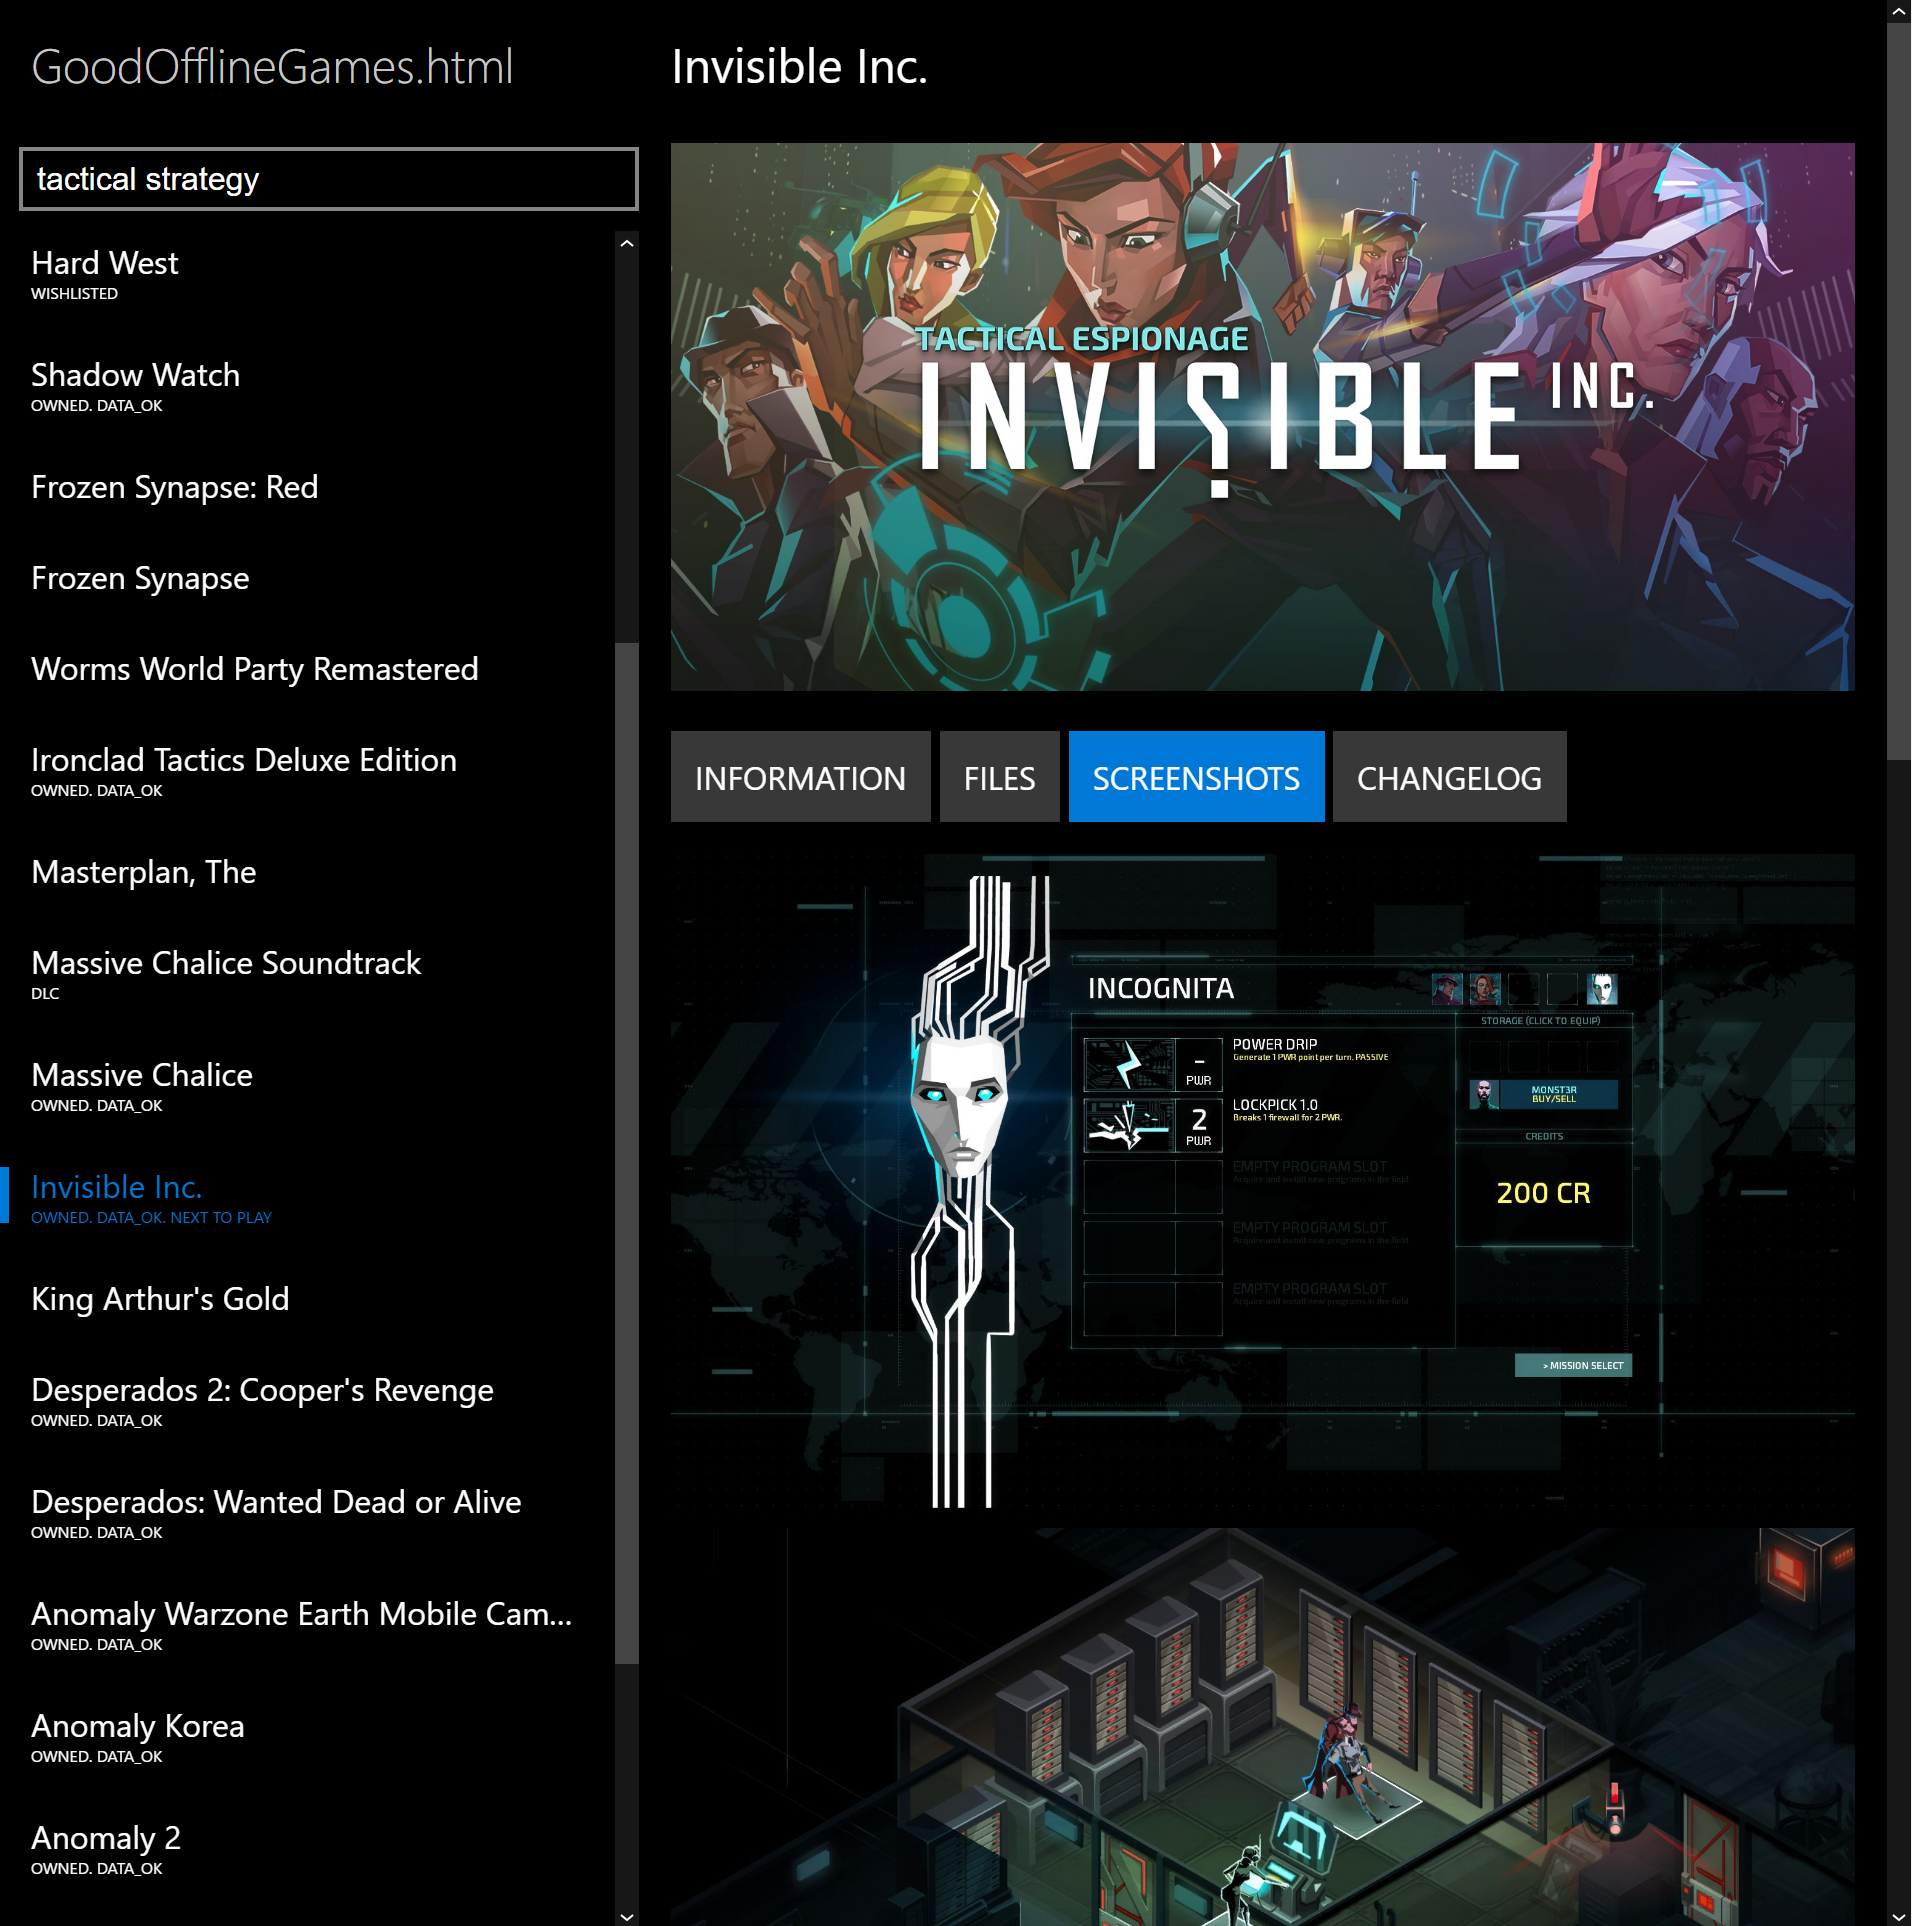 GoodOfflineGames.html
tactical strategy
Hard West
WISHLISTED
Shadow Watch
OWNED. DATA_OK
Frozen Synapse: Red
Frozen Synapse
Worms World Party Remastered
Ironclad Tactics Deluxe Edition
OWNED. DATA_OK
Masterplan, The
Massive Chalice Soundtrack
DLC
Massive Chalice
OWNED. DATA_OK
Invisible Inc.
OWNED. DATA_OK. NEXT TO PLAY
King Arthur's Gold
Desperados 2: Cooper's Revenge
OWNED. DATA_OK
Desperados: Wanted Dead or Alive
OWNED. DATA_OK
Anomaly Warzone Earth Mobile Cam...
OWNED. DATA_OK
Anomaly Korea
OWNED. DATA_OK
Anomaly 2
OWNED. DATA_OK
Invisible Inc.
TACTICAL ESPIONAGE
INVISIBLE INC.
INFORMATION
FILES
SCREENSHOTS
CHANGELOG
INCOGNITA
STORAGE (CLICK TO EQUIP)
-
PWR
POWER DRIP
Generate 1 PWR point per turn. PASSIVE
2
PWR
LOCKPICK 1.0
Breaks 1 firewall for 2 PWR.
MONST3R
BUY/SELL
CREDITS
200 CR
EMPTY PROGRAM SLOT
Acquire and install new programs in the field
EMPTY PROGRAM SLOT
Acquire and install new programs in the field
EMPTY PROGRAM SLOT
Acquire and install new programs in the field
> MISSION SELECT